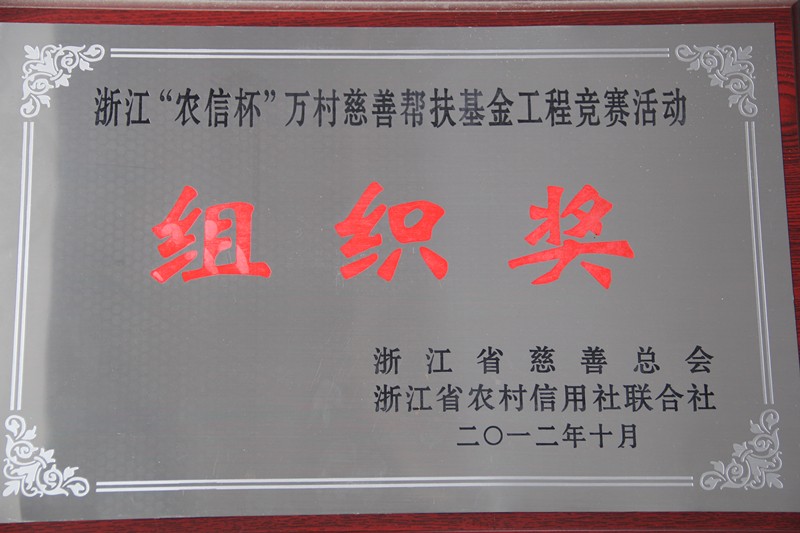 浙江“农信杯”万村慈善帮扶基金工程竞赛活动
组织奖
浙江省慈善总会
浙江省农村信用社联合社
二〇一二年十月